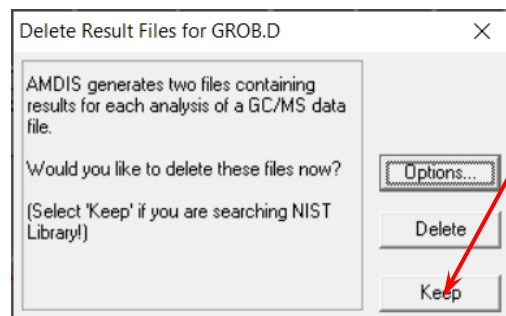 Delete Result Files for GROB.D
AMDIS generates two files containing
results for each analysis of a GC/MS data
file.
Would you like to delete these files now?
(Select 'Keep' if you are searching NIST
Library!)
Options...
Delete
Keep